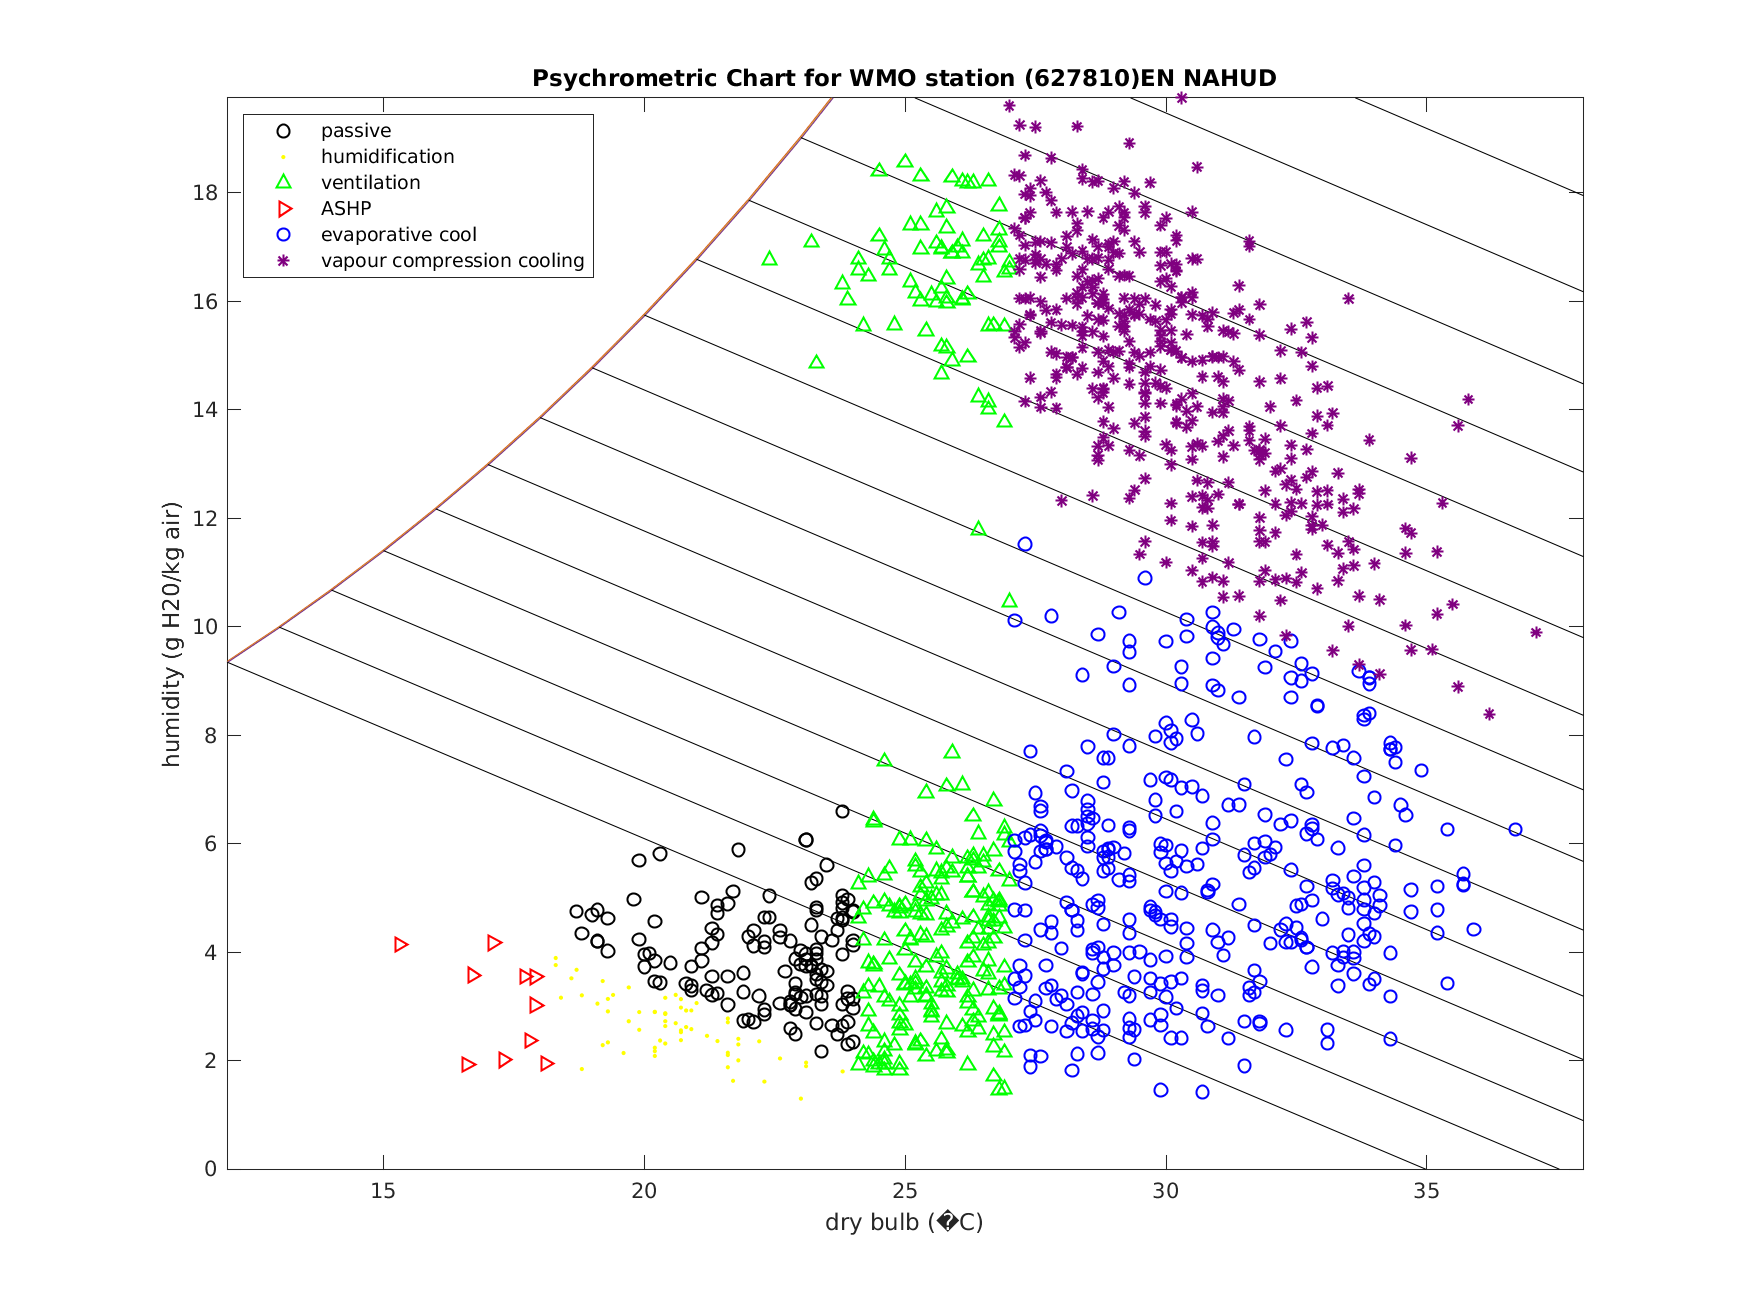 Psychrometric Chart for WMO station (627810)EN NAHUD
passive
humidification
ventilation
ASHP
evaporative cool
vapour compression cooling
humidity (g H20/kg air)
18
16
14
12
10
8
6
4
2
0
15 20 25 30 35
dry bulb (�C)